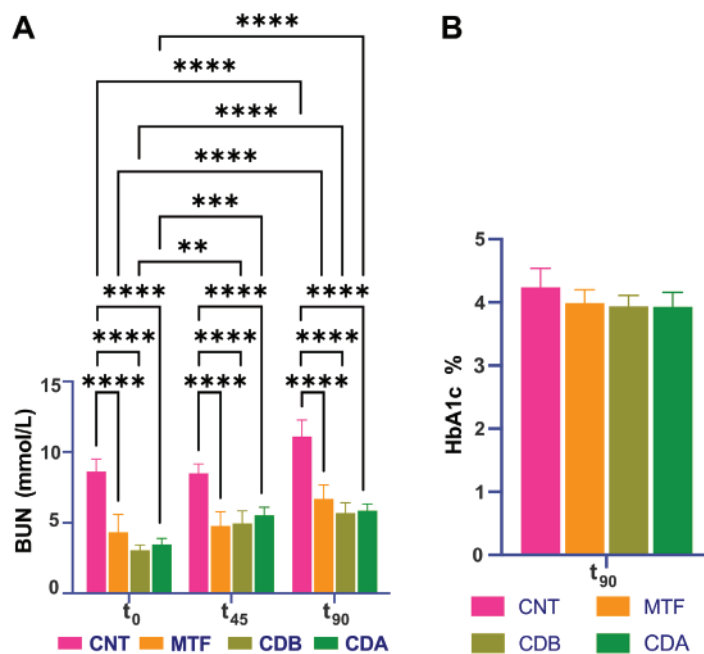 A
B
****
****
****
****
***
**
**** **** ****
**** **** ****
**** **** ****
15
10
5
0
BUN (mmol/L)
t0 t45 t90
CNT MTF CDB CDA
5
4
3
2
1
0
HbA1c %
t90
CNT MTF
CDB CDA